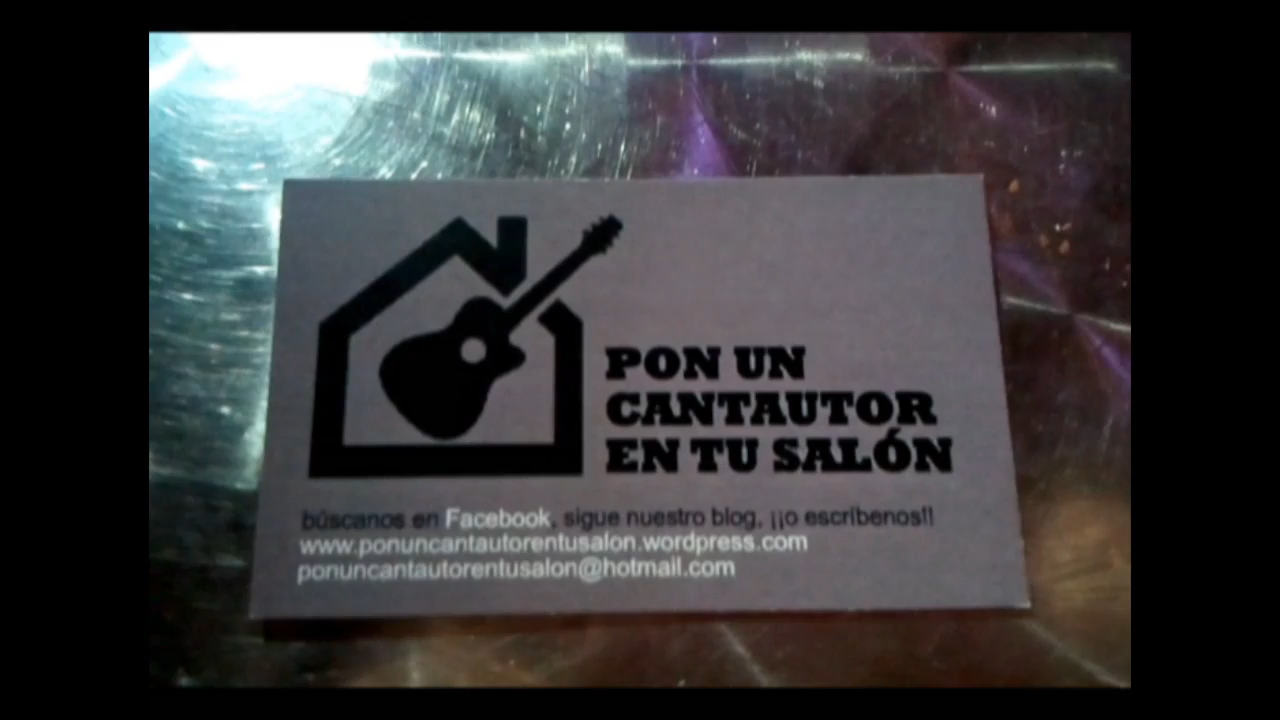 PON UN
CANTAUTOR
EN TU SALÓN
búscanos en Facebook, sigue nuestro blog, ¡¡o escríbenos!!
www.ponuncantautorentusalon.wordpress.com
ponuncantautorentusalon@hotmail.com